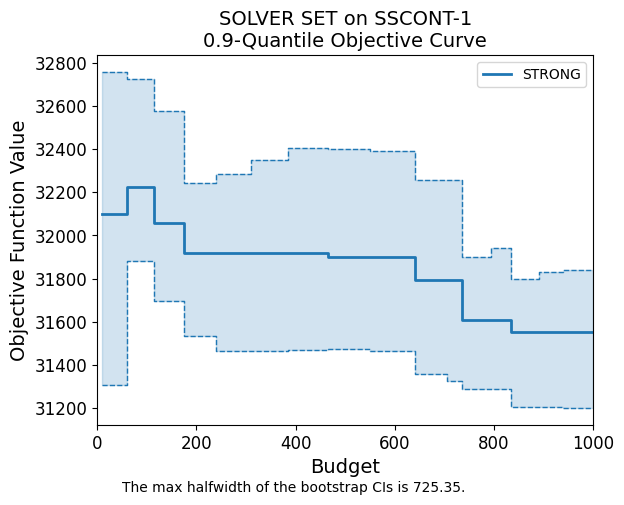 SOLVER SET on SSCONT-1
0.9-Quantile Objective Curve
STRONG
Objective Function Value
32800
32600
32400
32200
32000
31800
31600
31400
31200
0 200 400 600 800 1000
Budget
The max halfwidth of the bootstrap CIs is 725.35.